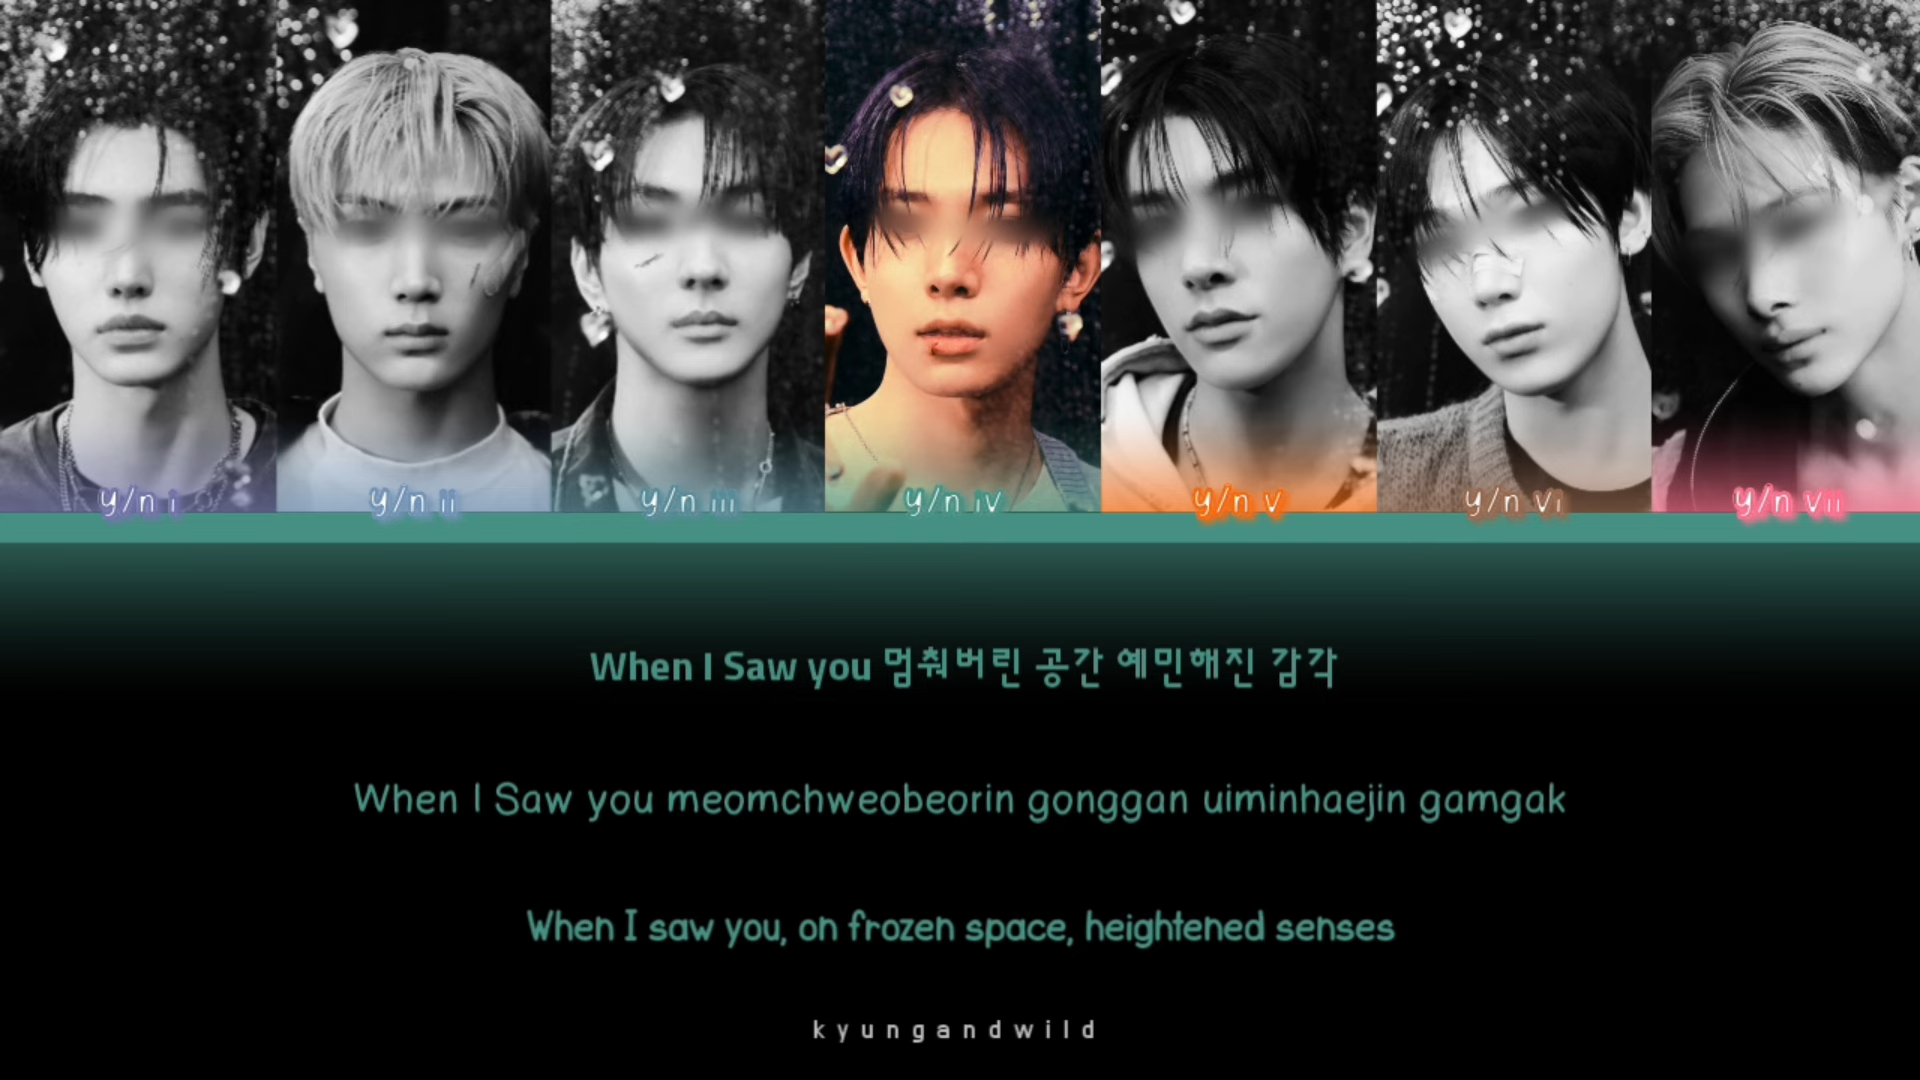 y/n i
y/n ii
y/n iii
y/n iv
y/n v
y/n vi
y/n vii
When I Saw you 멈춰버린 공간 예민해진 감각
When I Saw you meomchweobeorin gonggan uiminhaejin gamgak
When I saw you, on frozen space, heightened senses
kyungandwild